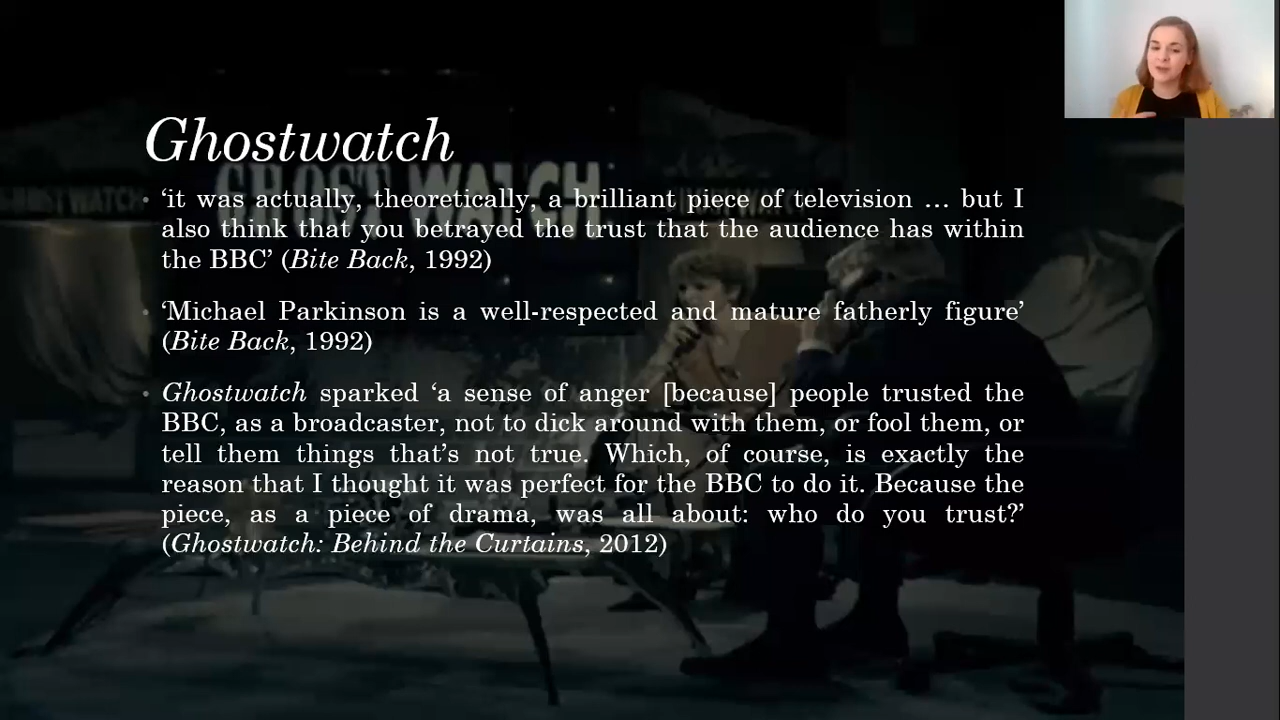 Ghostwatch
GHOST WATCH
GHOSTWATCH
• ‘it was actually, theoretically, a brilliant piece of television … but I
also think that you betrayed the trust that the audience has within
the BBC’ (Bite Back, 1992)
• ‘Michael Parkinson is a well-respected and mature fatherly figure’
(Bite Back, 1992)
• Ghostwatch sparked ‘a sense of anger [because] people trusted the
BBC, as a broadcaster, not to dick around with them, or fool them, or
tell them things that’s not true. Which, of course, is exactly the
reason that I thought it was perfect for the BBC to do it. Because the
piece, as a piece of drama, was all about: who do you trust?’
(Ghostwatch: Behind the Curtains, 2012)